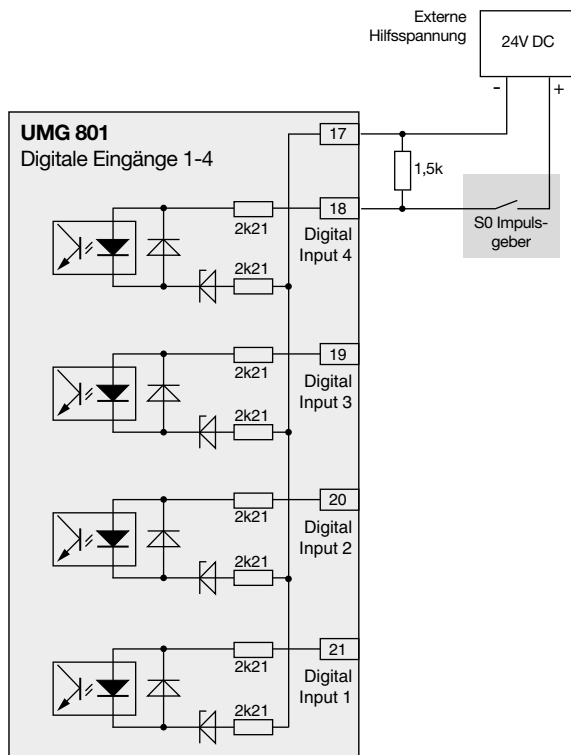 Externe
Hilfsspannung
24V DC
- +
UMG 801
Digitale Eingänge 1-4
17
1,5k
18
2k21
Digital
Input 4
2k21
S0 Impuls-
geber
19
2k21
Digital
Input 3
2k21
20
2k21
Digital
Input 2
2k21
21
2k21
Digital
Input 1
2k21